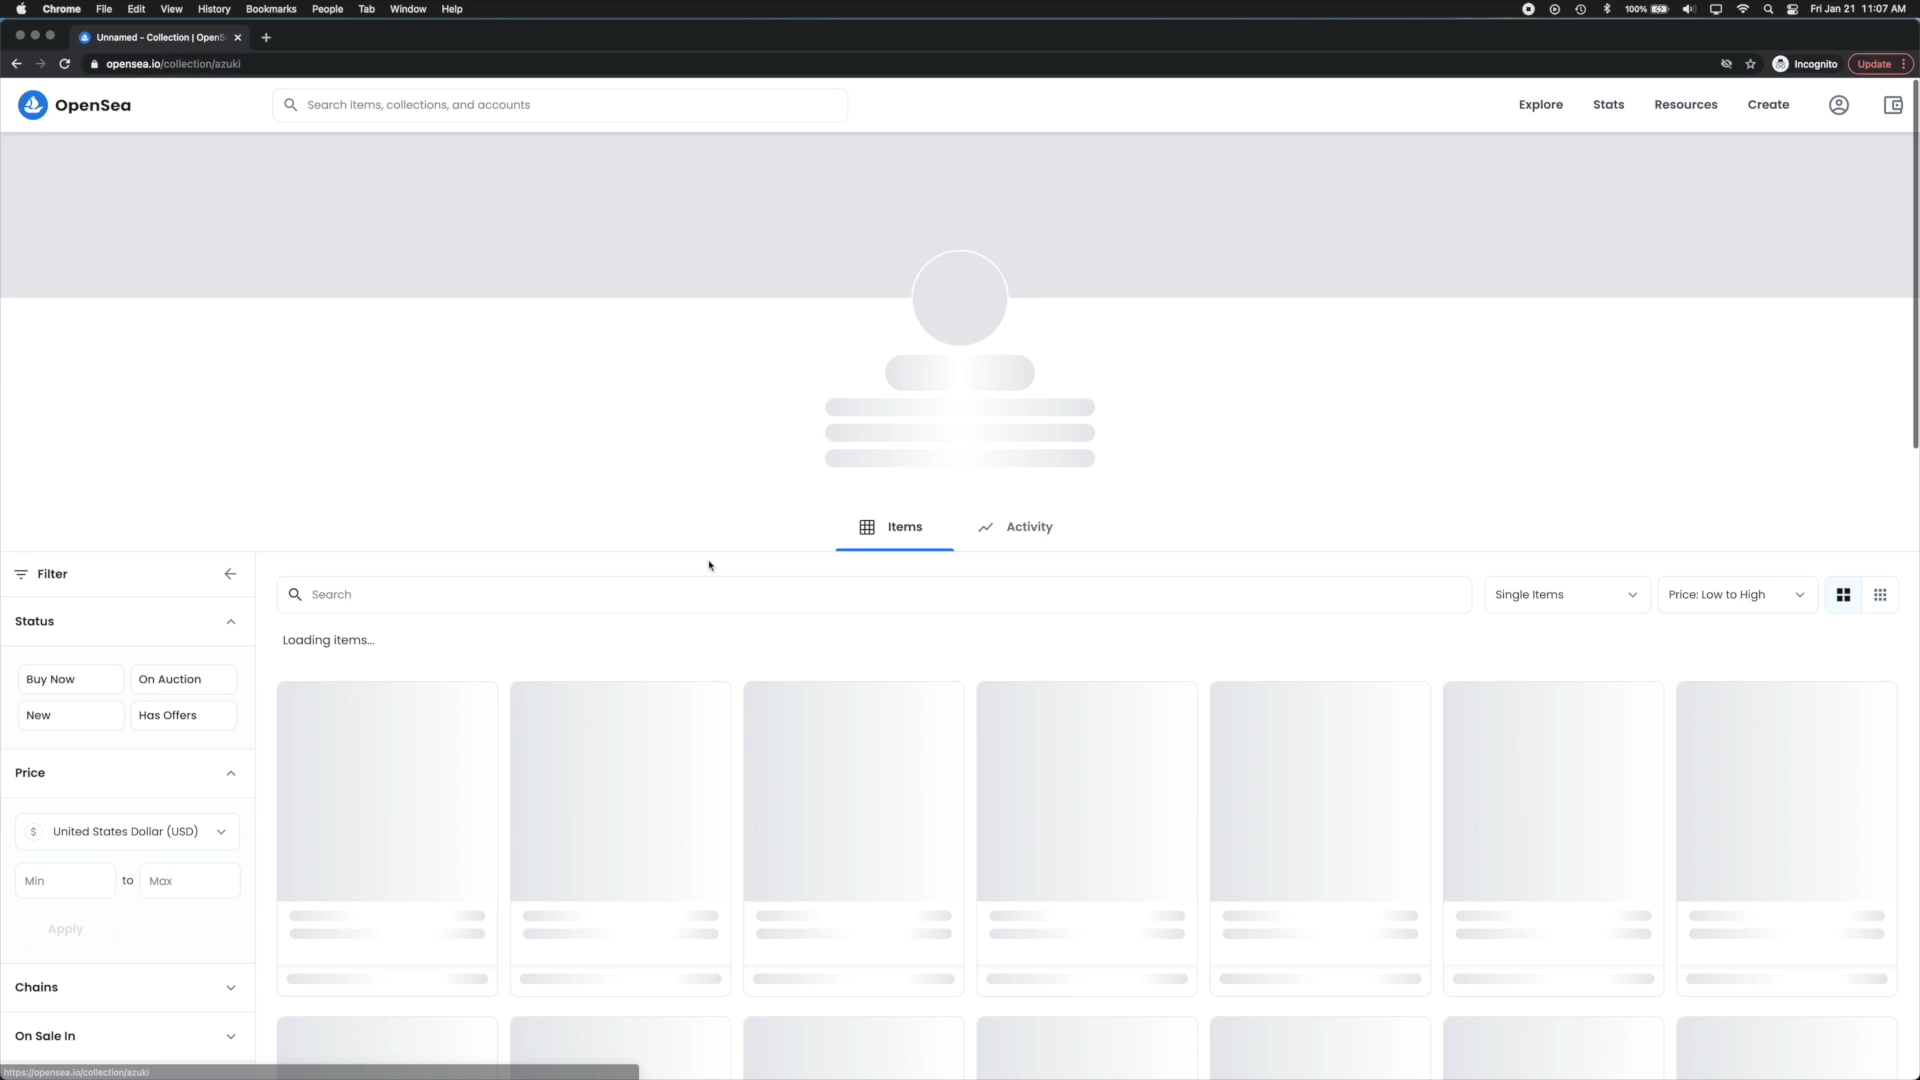 Chrome File Edit View History Bookmarks People Tab Window Help 100% Fri Jan 21 11:07 AM
Unnamed - Collection | OpenS
opensea.io/collection/azuki Incognito Update
OpenSea Search items, collections, and accounts Explore Stats Resources Create
Items Activity
Filter
Search Single Items Price: Low to High
Status
Loading items...
Buy Now On Auction
New Has Offers
Price
$ United States Dollar (USD)
Min to Max
Apply
Chains
On Sale In
https://opensea.io/collection/azuki